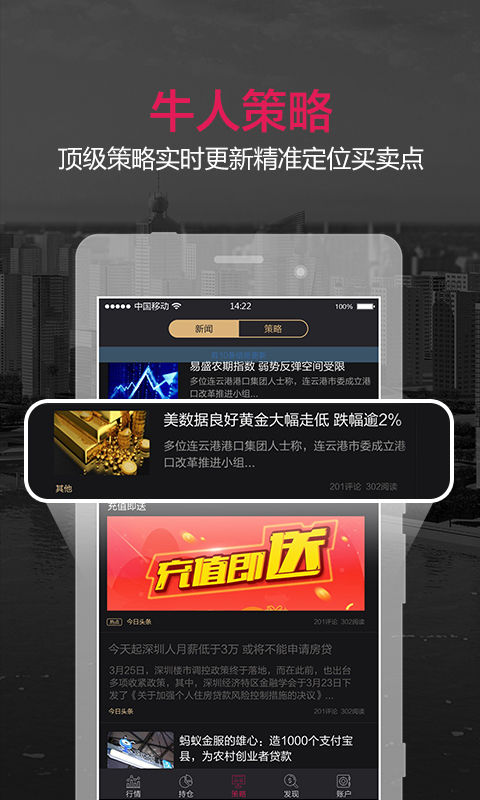 牛人策略
顶级策略实时更新精准定位买卖点
中国移动
14:22
100%
新闻
策略
易盛农期指数 弱势反弹空间受限
多位连云港港口集团人士称，连云港市委成立港
口改革推进小组...
美数据良好黄金大幅走低 跌幅逾2%
多位连云港港口集团人士称，连云港市委成立港
口改革推进小组...
其他
201评论 302阅读
充值即送
充值即送
热点
今日头条
201评论 302阅读
今天起深圳人月薪低于3万 或将不能申请房贷
3月25日，深圳楼市调控政策终于落地，而在此前，也出台
多项收紧政策，其中，深圳经济特区金融学会于3月23日下
发了《关于加强个人住房贷款风险控制措施的决议》...
今日头条
201评论 302阅读
蚂蚁金服的雄心：造1000个支付宝
县，为农村创业者贷款
行情
持仓
策略
发现
账户